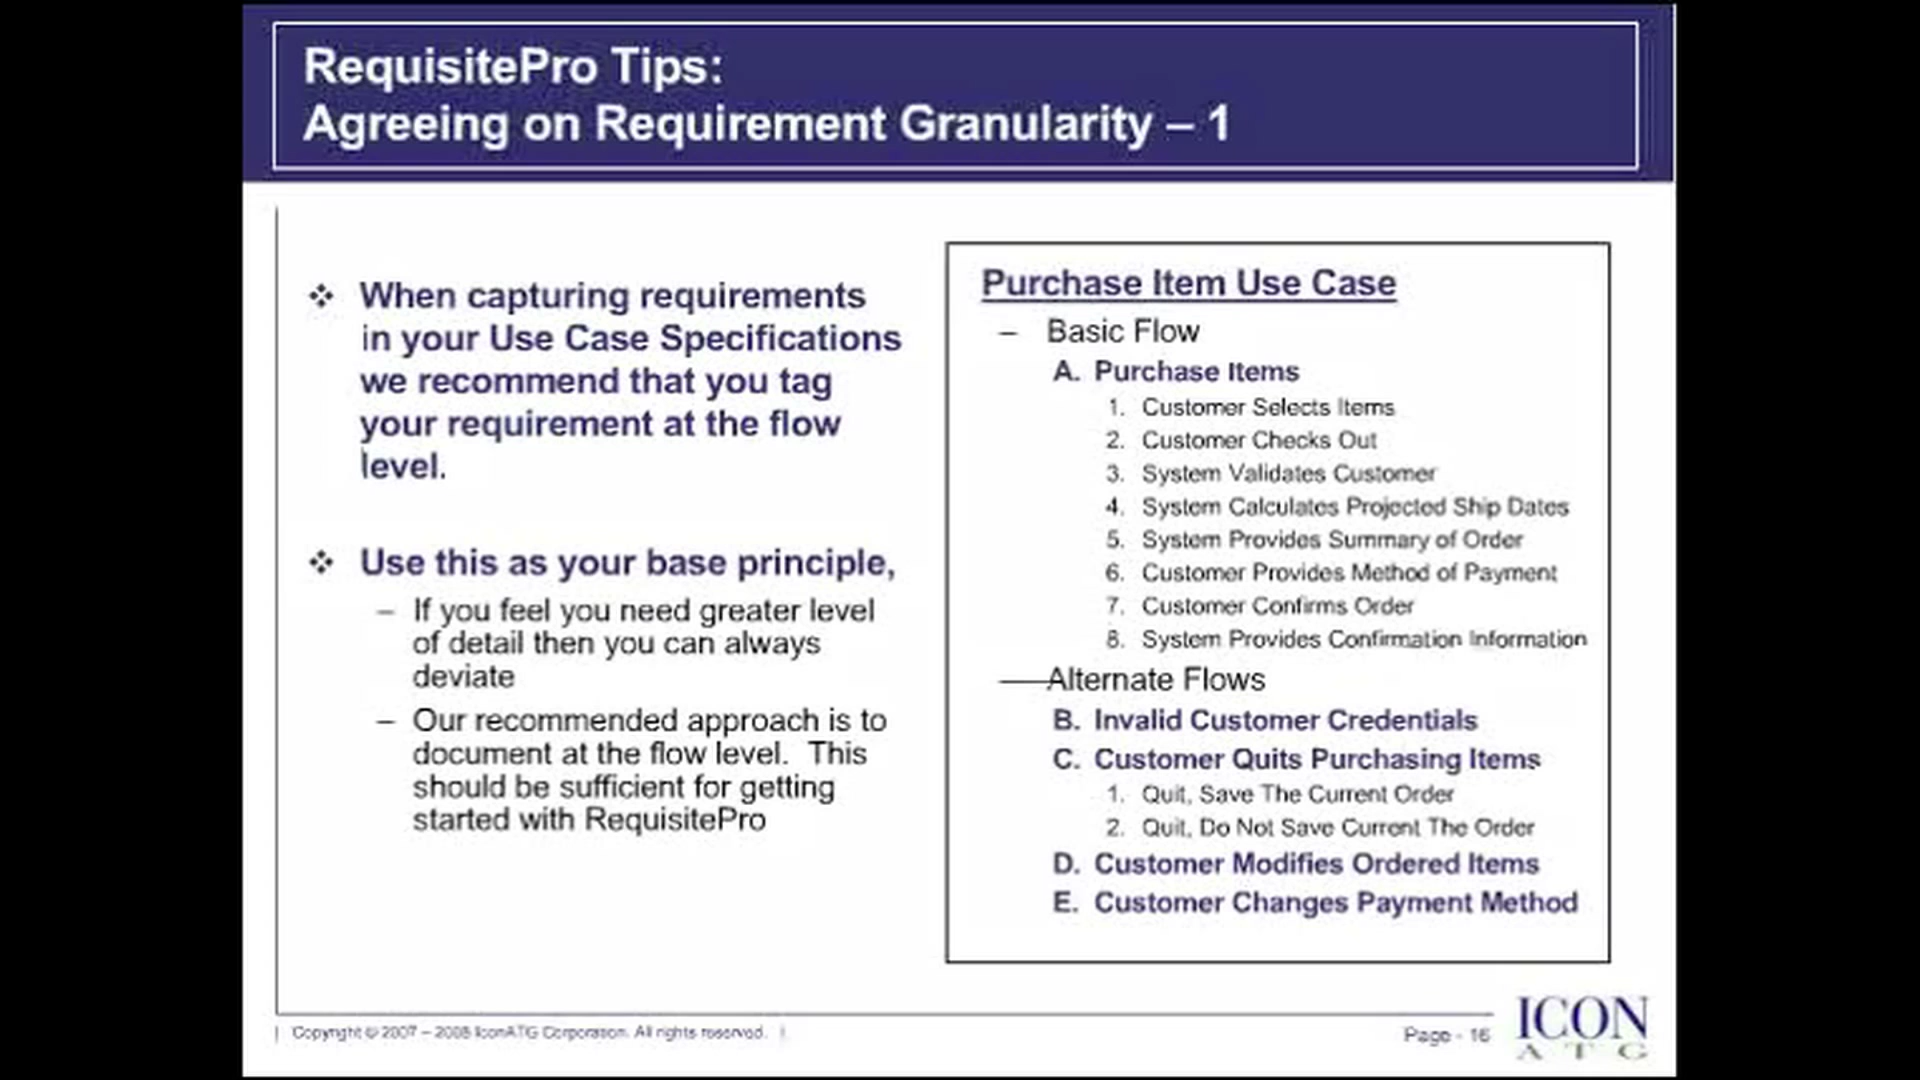 RequisitePro Tips:
Agreeing on Requirement Granularity – 1
❖ When capturing requirements
in your Use Case Specifications
we recommend that you tag
your requirement at the flow
level.
❖ Use this as your base principle,
– If you feel you need greater level
of detail then you can always
deviate
– Our recommended approach is to
document at the flow level. This
should be sufficient for getting
started with RequisitePro
Purchase Item Use Case
– Basic Flow
A. Purchase Items
1. Customer Selects Items
2. Customer Checks Out
3. System Validates Customer
4. System Calculates Projected Ship Dates
5. System Provides Summary of Order
6. Customer Provides Method of Payment
7. Customer Confirms Order
8. System Provides Confirmation Information
— Alternate Flows
B. Invalid Customer Credentials
C. Customer Quits Purchasing Items
1. Quit, Save The Current Order
2. Quit, Do Not Save Current The Order
D. Customer Modifies Ordered Items
E. Customer Changes Payment Method
| Copyright © 2007 – 2008 IconATG Corporation. All rights reserved. |
Page - 16
ICON
ATG